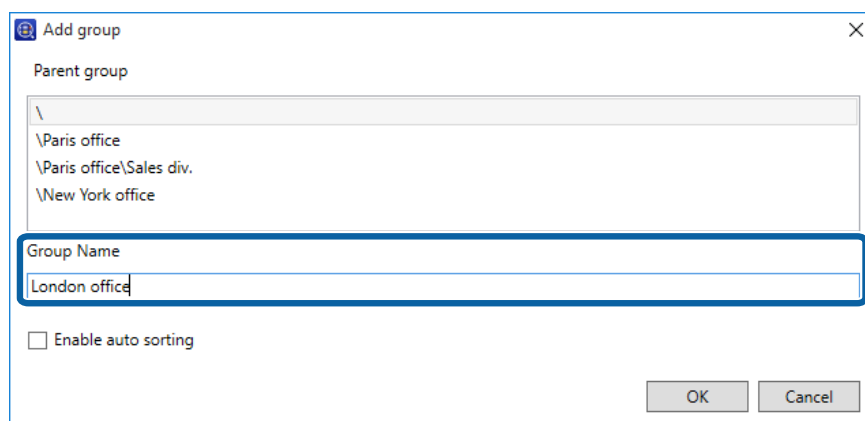 Add group
Parent group
\
\Paris office
\Paris office\Sales div.
\New York office
Group Name
London office
Enable auto sorting
OK Cancel